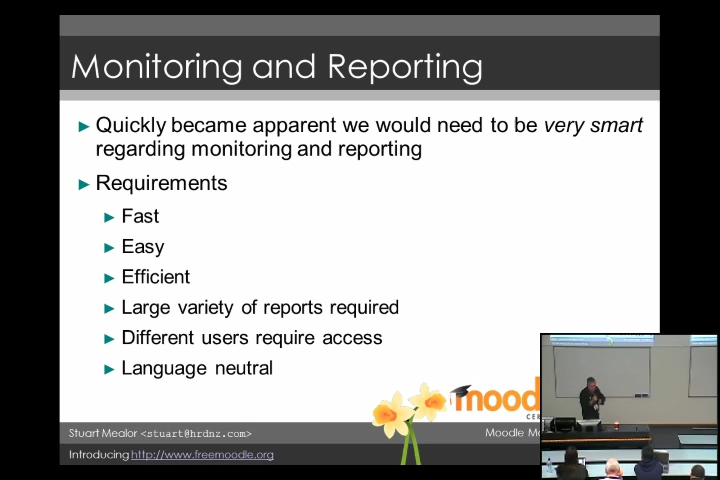 Monitoring and Reporting
Quickly became apparent we would need to be very smart
regarding monitoring and reporting
Requirements
Fast
Easy
Efficient
Large variety of reports required
Different users require access
Language neutral
Stuart Mealor <stuart@hrdnz.com>
Introducing http://www.freemoodle.org
Moodle